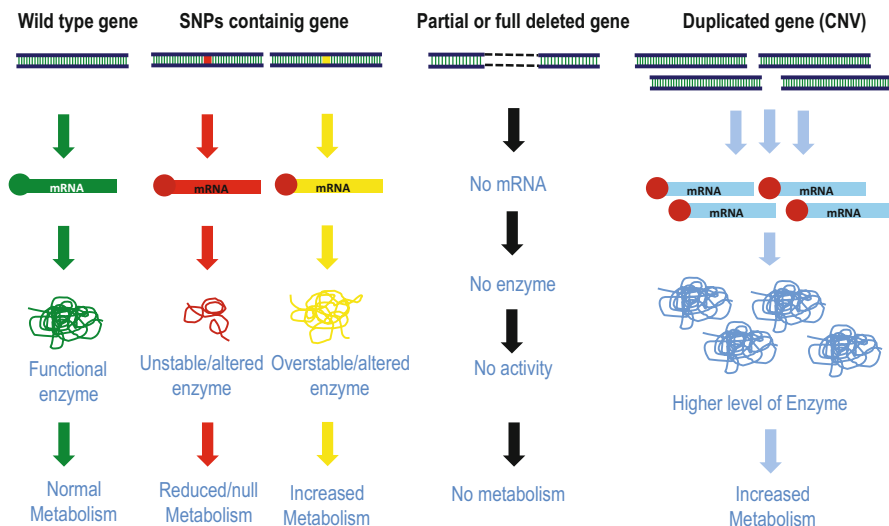 Wild type gene
SNPs containig gene
Partial or full deleted gene
Duplicated gene (CNV)
mRNA
mRNA
mRNA
No mRNA
mRNA
mRNA
mRNA
mRNA
No enzyme
Functional
enzyme
Unstable/altered
enzyme
Overstable/altered
enzyme
No activity
Higher level of Enzyme
Normal
Metabolism
Reduced/null
Metabolism
Increased
Metabolism
No metabolism
Increased
Metabolism